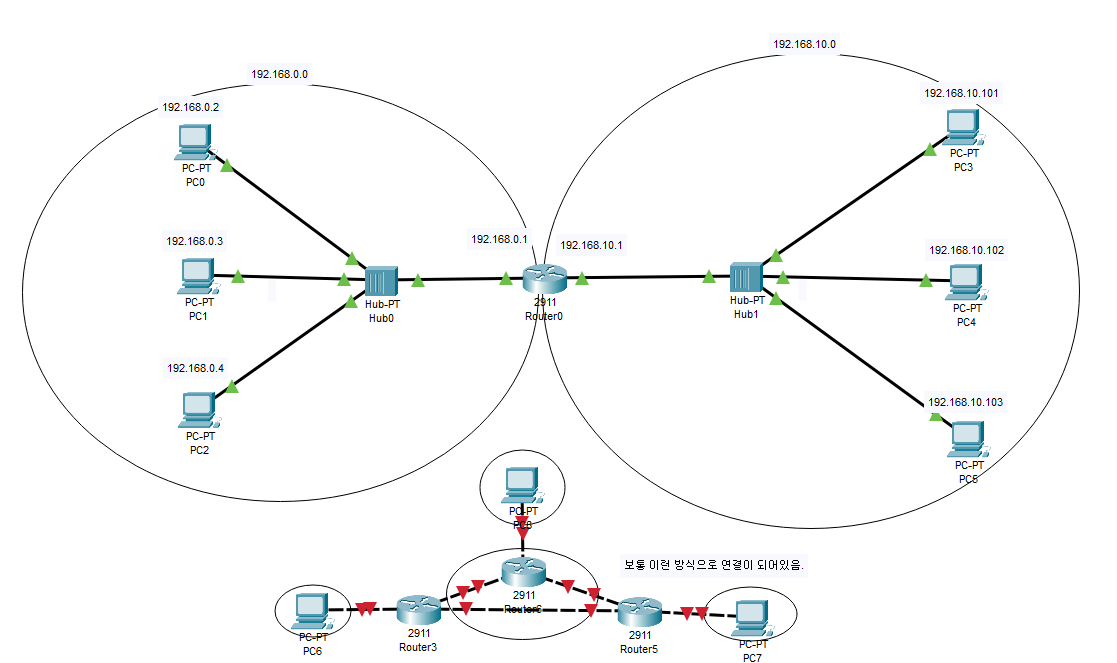 192.168.10.0
192.168.0.0
192.168.0.2
PC-PT
PC0
192.168.0.3
PC-PT
PC1
192.168.0.4
PC-PT
PC2
Hub-PT
Hub0
192.168.0.1
192.168.10.1
2911
Router0
Hub-PT
Hub1
192.168.10.101
PC-PT
PC3
192.168.10.102
PC-PT
PC4
192.168.10.103
PC-PT
PC5
PC-PT
PC8
보통 이런 방식으로 연결이 되어있음.
2911
PC-PT
PC6
2911
Router3
2911
Router5
PC-PT
PC7